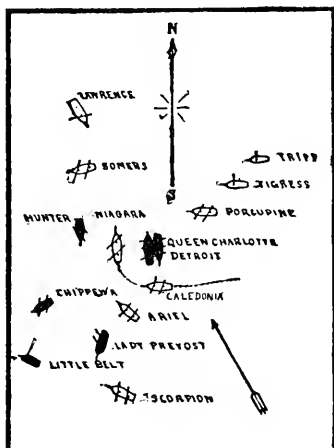 N
LAWRENCE
TRIPP
SOMERS
TIGRESS
S
PORCUPINE
HUNTER NIAGARA
QUEEN CHARLOTTE
DETROIT
CHIPPEWA
CALEDONIA
ARIEL
LADY PREVOST
LITTLE BELT
SCORPION